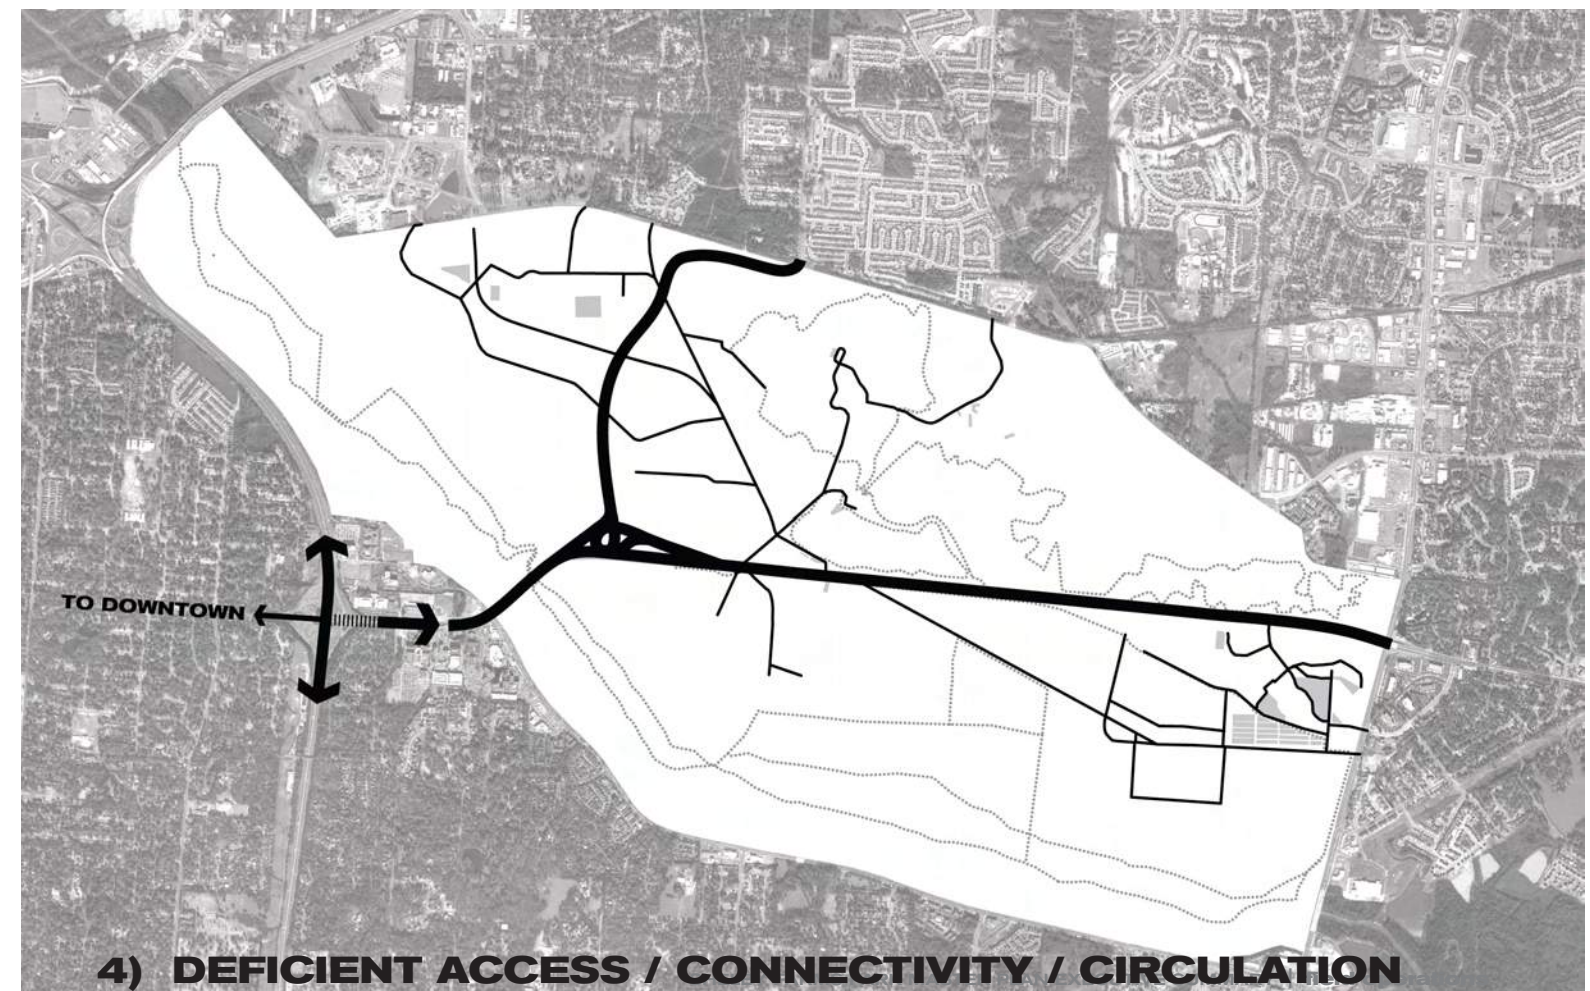 TO DOWNTOWN
4) DEFICIENT ACCESS / CONNECTIVITY / CIRCULATION